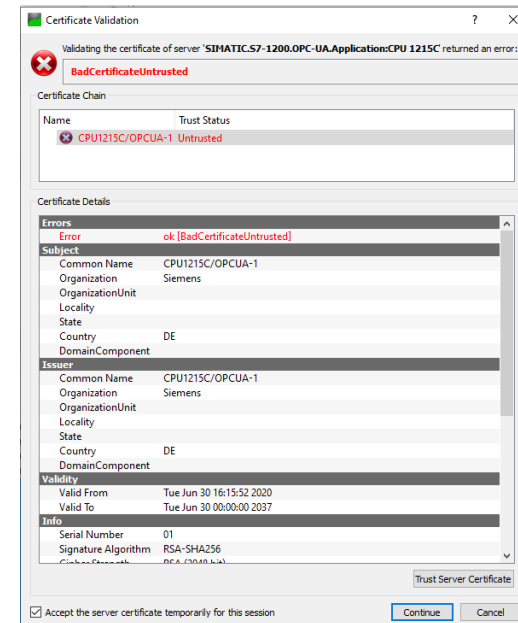 Certificate Validation ? X
Validating the certificate of server 'SIMATIC.S7-1200.OPC-UA.Application:CPU 1215C' returned an error:
BadCertificateUntrusted
Certificate Chain
Name Trust Status
CPU1215C/OPCUA-1 Untrusted
Certificate Details
Errors
Error ok [BadCertificateUntrusted]
Subject
Common Name CPU1215C/OPCUA-1
Organization Siemens
OrganizationUnit
Locality
State
Country DE
DomainComponent
Issuer
Common Name CPU1215C/OPCUA-1
Organization Siemens
OrganizationUnit
Locality
State
Country DE
DomainComponent
Validity
Valid From Tue Jun 30 16:15:52 2020
Valid To Tue Jun 30 00:00:00 2037
Info
Serial Number 01
Signature Algorithm RSA-SHA256
Cipher Strength RSA (2048 bit)
Trust Server Certificate
Accept the server certificate temporarily for this session
Continue Cancel